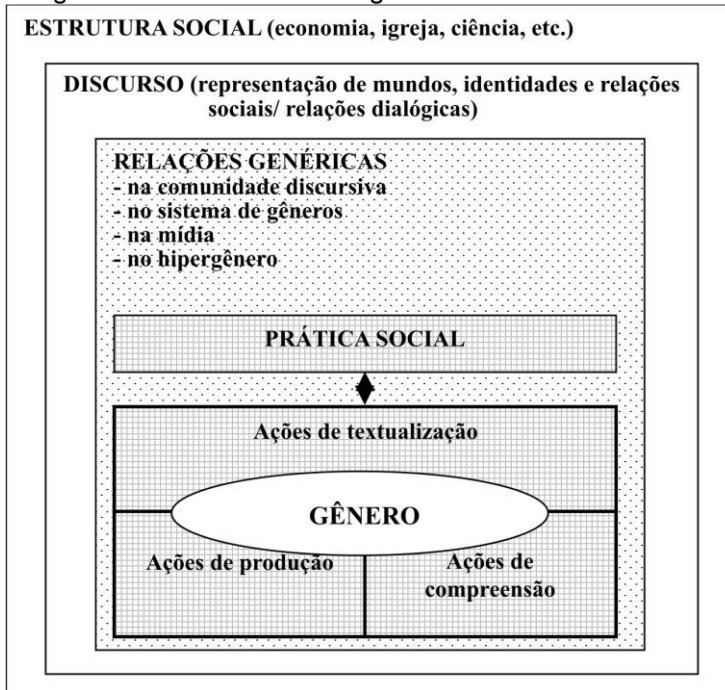 ESTRUTURA SOCIAL (economia, igreja, ciência, etc.)
DISCURSO (representação de mundos, identidades e relações
sociais/ relações dialógicas)
RELAÇÕES GENÉRICAS
- na comunidade discursiva
- no sistema de gêneros
- na mídia
- no hipergênero
PRÁTICA SOCIAL
Ações de textualização
GÊNERO
Ações de produção
Ações de
compreensão